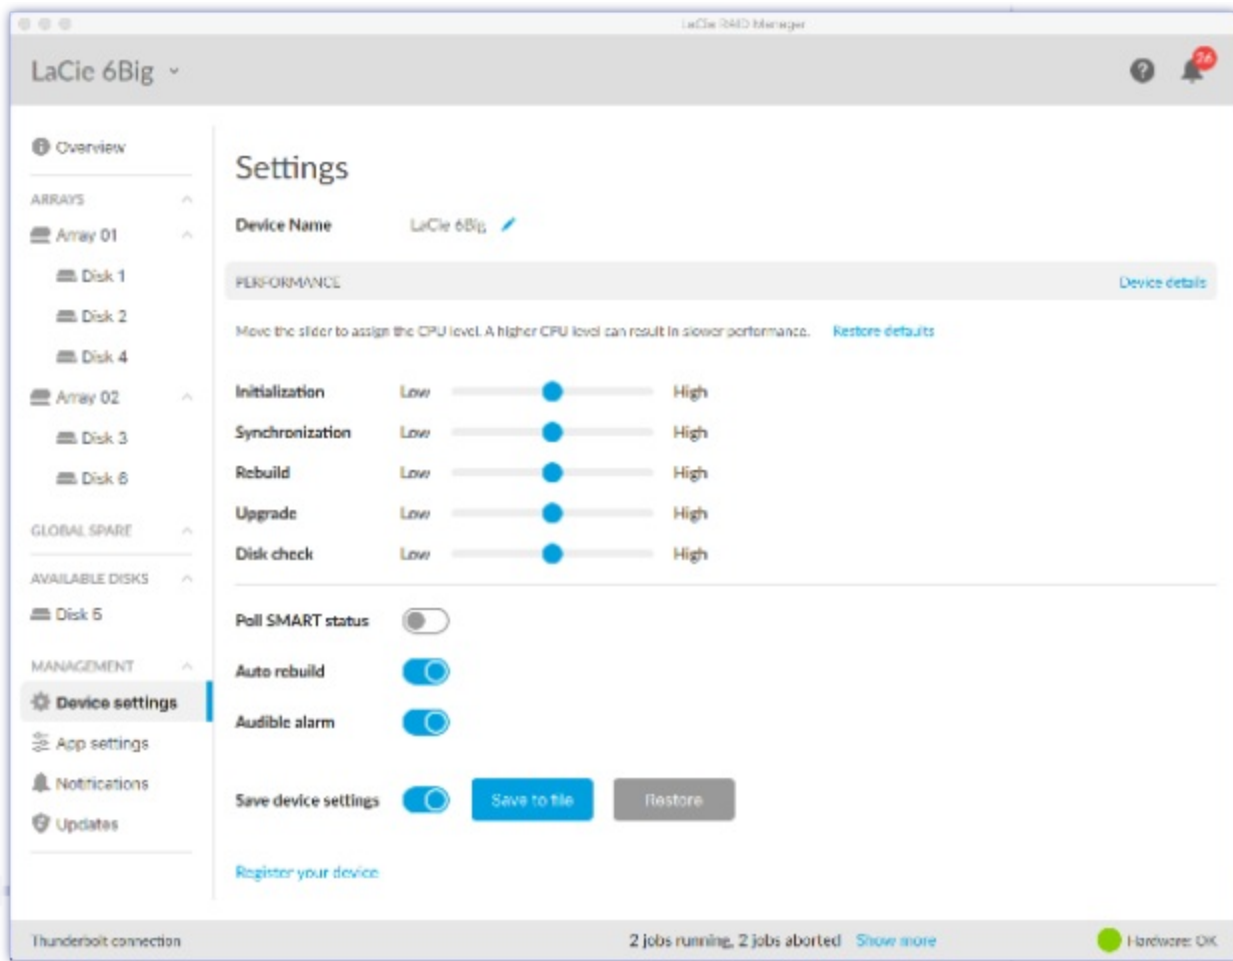 LaCie RAID Manager
LaCie 6Big
26
Overview
ARRAYS
Array 01
Disk 1
Disk 2
Disk 4
Array 02
Disk 3
Disk 6
GLOBAL SPARE
AVAILABLE DISKS
Disk 5
MANAGEMENT
Device settings
App settings
Notifications
Updates
Settings
Device Name LaCie 6Big
PERFORMANCE Device details
Move the slider to assign the CPU level. A higher CPU level can result in slower performance. Restore defaults
Initialization Low High
Synchronization Low High
Rebuild Low High
Upgrade Low High
Disk check Low High
Poll SMART status
Auto rebuild
Audible alarm
Save device settings Save to file Restore
Register your device
Thunderbolt connection 2 jobs running, 2 jobs aborted Show more Hardware: OK